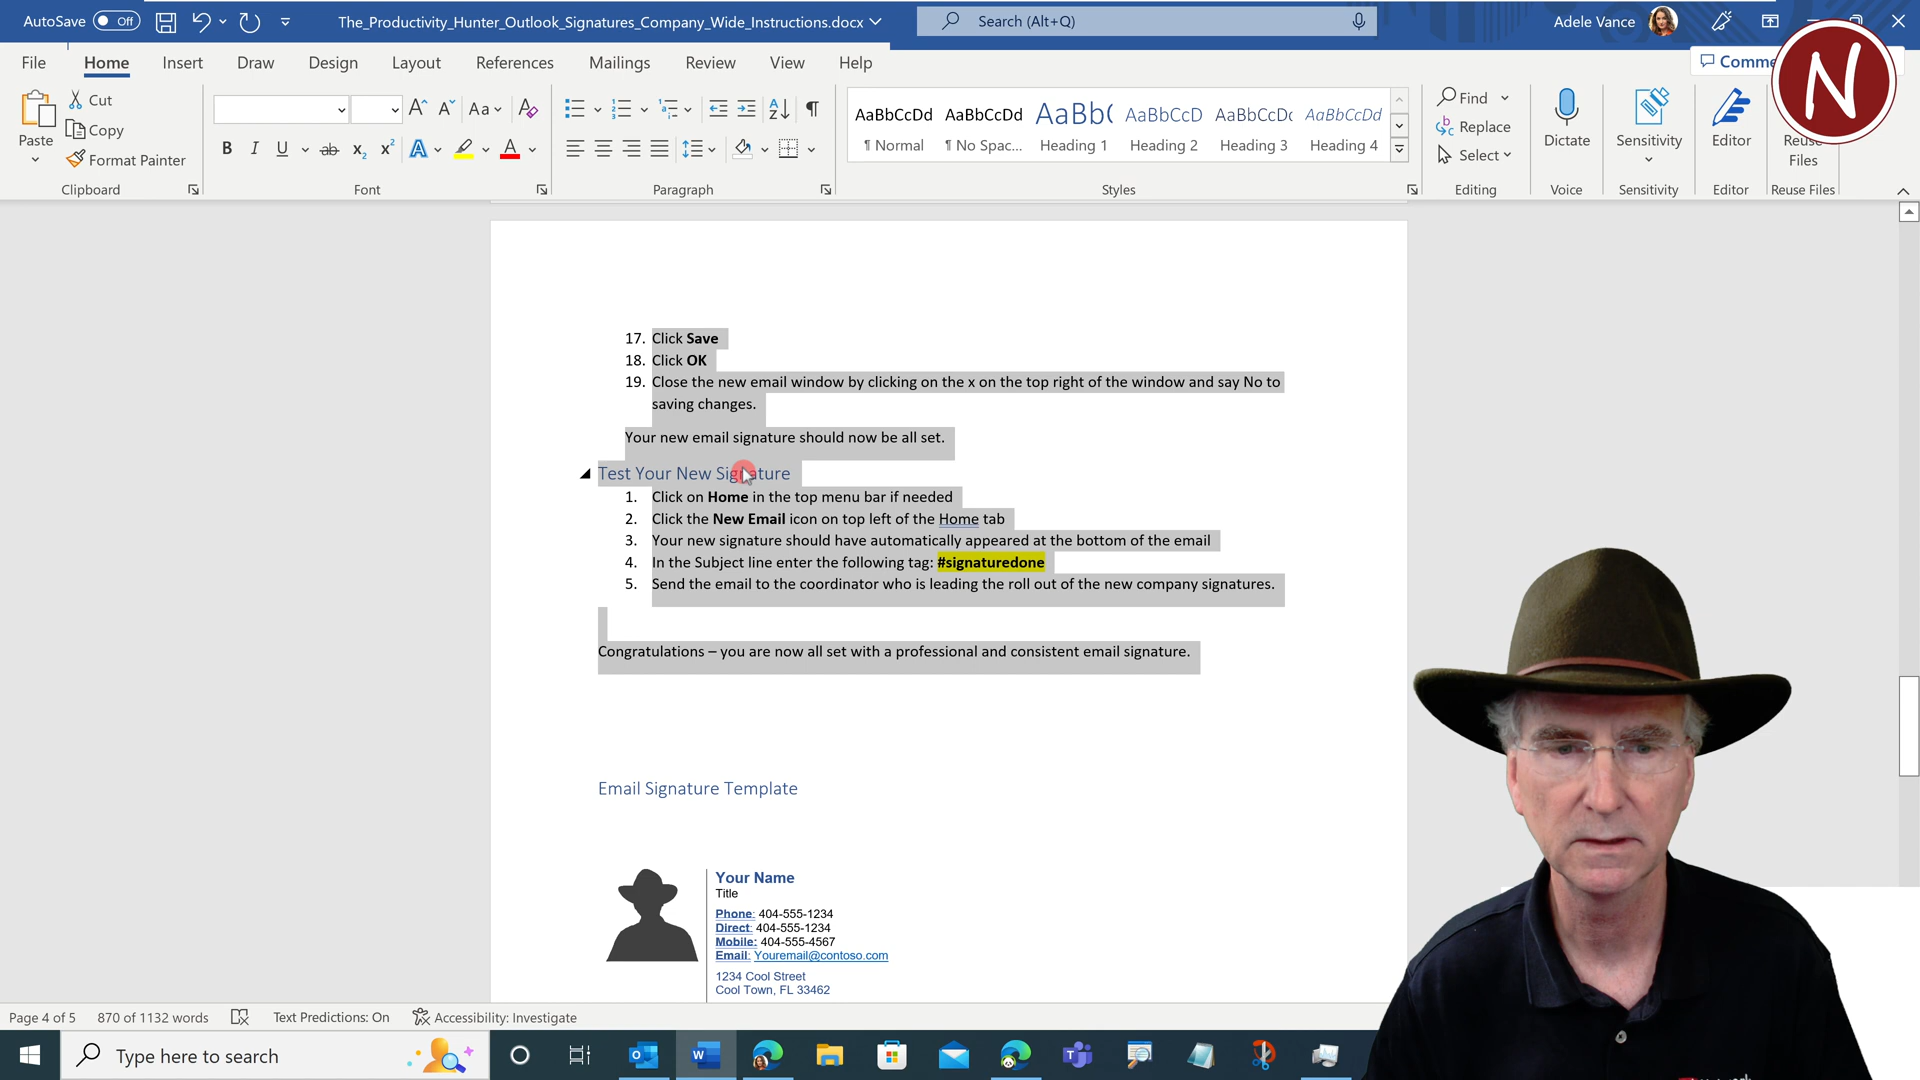 AutoSave Off The_Productivity_Hunter_Outlook_Signatures_Company_Wide_Instructions.docx Search (Alt+Q) Adele Vance
File Home Insert Draw Design Layout References Mailings Review View Help
N
Paste
Cut
Copy
Format Painter
Clipboard
Aa
B I U ab x2 x2 A A
Font
Paragraph
AaBbCcDd AaBbCcDd AaBb( AaBbCcD AaBbCcDc AaBbCcDd
¶ Normal ¶ No Spac... Heading 1 Heading 2 Heading 3 Heading 4
Styles
Find
Replace
Select
Editing
Dictate
Voice
Sensitivity
Sensitivity
Editor
Editor
Reuse
Files
Reuse Files
17. Click Save
18. Click OK
19. Close the new email window by clicking on the x on the top right of the window and say No to
saving changes.
Your new email signature should now be all set.
Test Your New Signature
1. Click on Home in the top menu bar if needed
2. Click the New Email icon on top left of the Home tab
3. Your new signature should have automatically appeared at the bottom of the email
4. In the Subject line enter the following tag: #signaturedone
5. Send the email to the coordinator who is leading the roll out of the new company signatures.
Congratulations – you are now all set with a professional and consistent email signature.
Email Signature Template
Your Name
Title
Phone: 404-555-1234
Direct: 404-555-1234
Mobile: 404-555-4567
Email: Youremail@contoso.com
1234 Cool Street
Cool Town, FL 33462
Page 4 of 5 870 of 1132 words Text Predictions: On Accessibility: Investigate
Type here to search